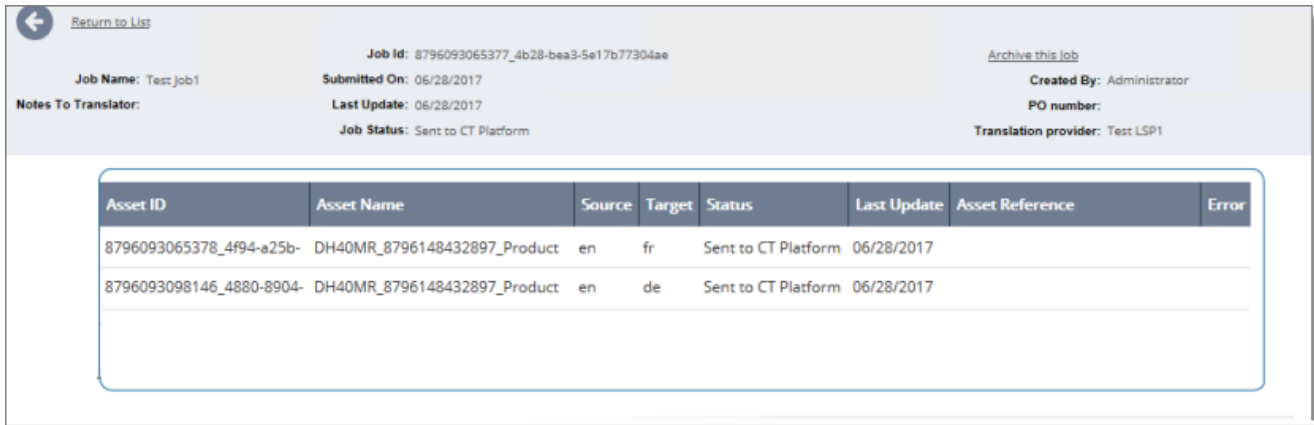 Return to List
Job Id: 8796093065377_4b28-bea3-5e17b77304ae
Archive this Job
Job Name: Test Job1
Submitted On: 06/28/2017
Created By: Administrator
Notes To Translator:
Last Update: 06/28/2017
PO number:
Job Status: Sent to CT Platform
Translation provider: Test LSP1
Asset ID Asset Name Source Target Status Last Update Asset Reference Error
8796093065378_4f94-a25b- DH40MR_8796148432897_Product en fr Sent to CT Platform 06/28/2017
8796093098146_4880-8904- DH40MR_8796148432897_Product en de Sent to CT Platform 06/28/2017